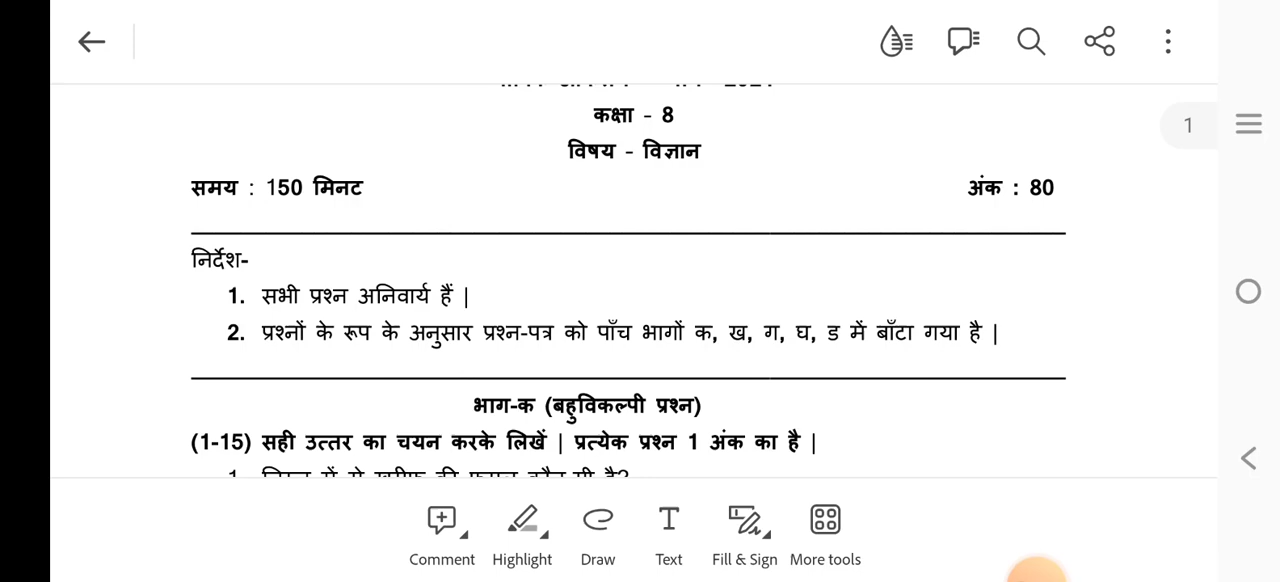 कक्षा - 8
विषय - विज्ञान
समय : 150 मिनट अंक : 80
निर्देश-
1. सभी प्रश्न अनिवार्य हैं |
2. प्रश्नों के रूप के अनुसार प्रश्न-पत्र को पाँच भागों क, ख, ग, घ, ड में बाँटा गया है |
भाग-क (बहुविकल्पी प्रश्न)
(1-15) सही उत्तर का चयन करके लिखें | प्रत्येक प्रश्न 1 अंक का है |
1
Comment Highlight Draw Text Fill & Sign More tools